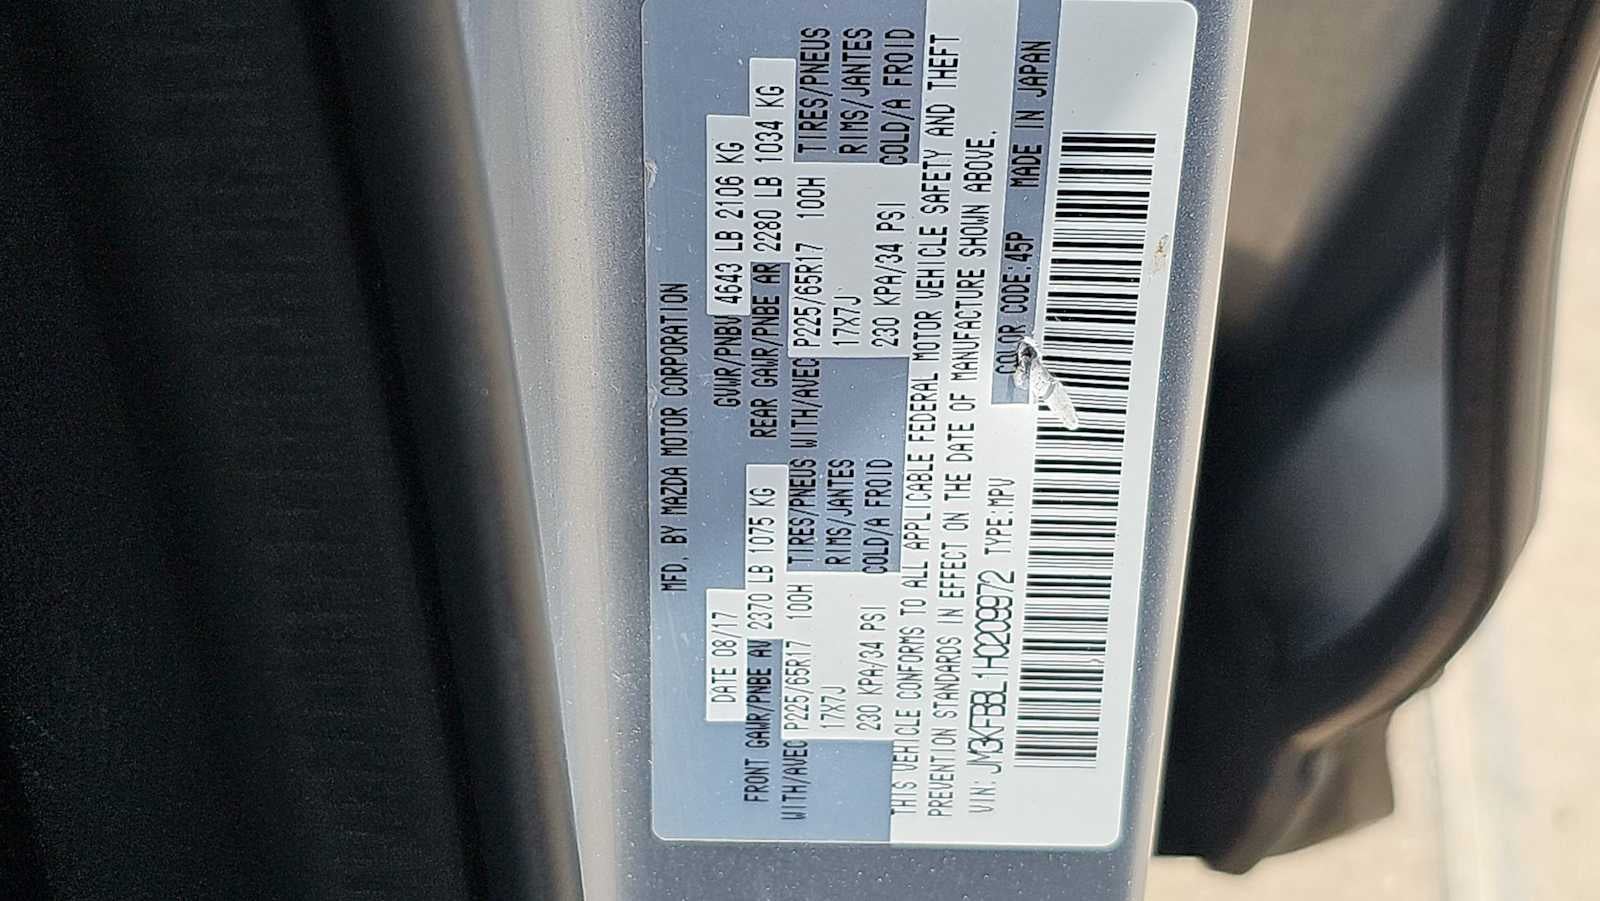 MFD. BY MAZDA MOTOR CORPORATION
DATE 08/17 GVWR/PNBV 4643 LB 2106 KG
FRONT GAWR/PNBE AV 2370 LB 1075 KG REAR GAWR/PNBE AR 2280 LB 1034 KG
WITH/AVEC P225/65R17 100H TIRES/PNEUS WITH/AVEC P225/65R17 100H TIRES/PNEUS
17X7J RIMS/JANTES 17X7J RIMS/JANTES
230 KPA/34 PSI COLD/A FROID 230 KPA/34 PSI COLD/A FROID
THIS VEHICLE CONFORMS TO ALL APPLICABLE FEDERAL MOTOR VEHICLE SAFETY AND THEFT
PREVENTION STANDARDS IN EFFECT ON THE DATE OF MANUFACTURE SHOWN ABOVE.
VIN: JM3KFBBL1H0209972 TYPE:MPV COLOR CODE:45P MADE IN JAPAN